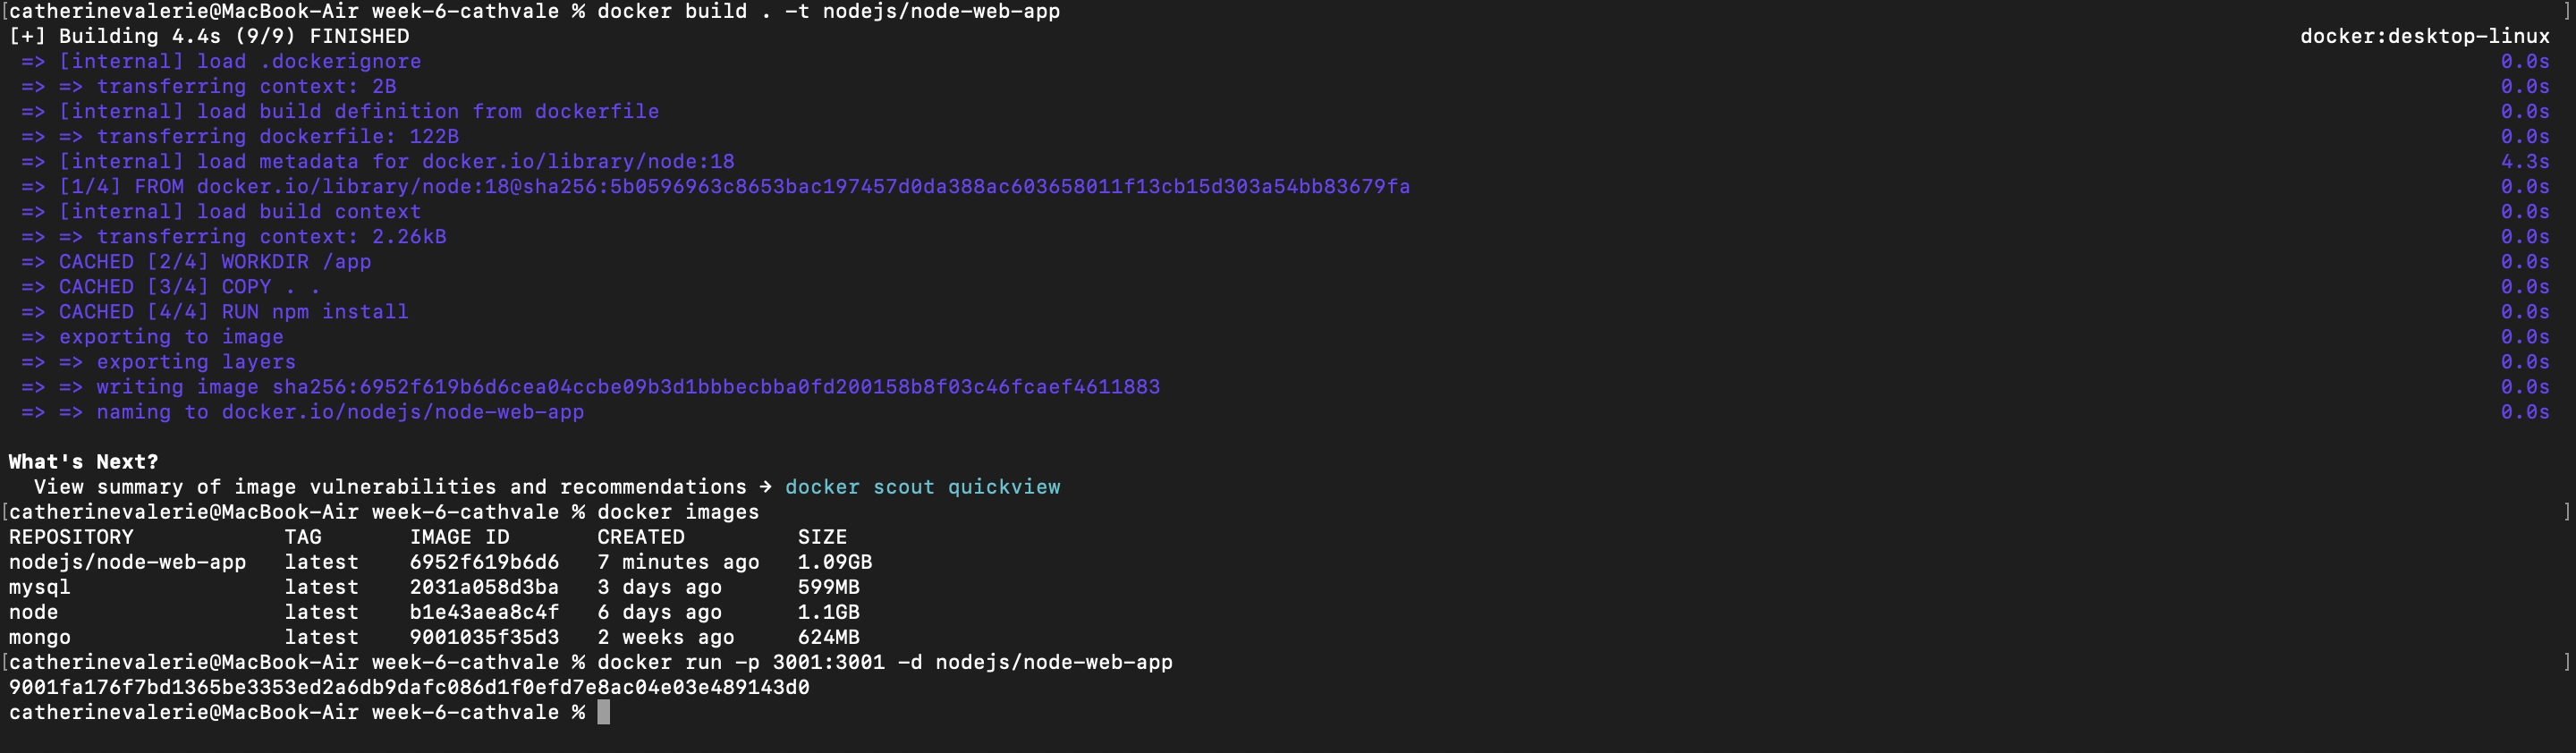 [catherinevalerie@MacBook-Air week-6-cathvale % docker build . -t nodejs/node-web-app ]
[+] Building 4.4s (9/9) FINISHED docker:desktop-linux
=> [internal] load .dockerignore 0.0s
=> => transferring context: 2B 0.0s
=> [internal] load build definition from dockerfile 0.0s
=> => transferring dockerfile: 122B 0.0s
=> [internal] load metadata for docker.io/library/node:18 4.3s
=> [1/4] FROM docker.io/library/node:18@sha256:5b0596963c8653bac197457d0da388ac603658011f13cb15d303a54bb83679fa 0.0s
=> [internal] load build context 0.0s
=> => transferring context: 2.26kB 0.0s
=> CACHED [2/4] WORKDIR /app 0.0s
=> CACHED [3/4] COPY . . 0.0s
=> CACHED [4/4] RUN npm install 0.0s
=> exporting to image 0.0s
=> => exporting layers 0.0s
=> => writing image sha256:6952f619b6d6cea04ccbe09b3d1bbbecbba0fd200158b8f03c46fcaef4611883 0.0s
=> => naming to docker.io/nodejs/node-web-app 0.0s
What's Next?
View summary of image vulnerabilities and recommendations → docker scout quickview
[catherinevalerie@MacBook-Air week-6-cathvale % docker images ]
REPOSITORY TAG IMAGE ID CREATED SIZE
nodejs/node-web-app latest 6952f619b6d6 7 minutes ago 1.09GB
mysql latest 2031a058d3ba 3 days ago 599MB
node latest b1e43aea8c4f 6 days ago 1.1GB
mongo latest 9001035f35d3 2 weeks ago 624MB
[catherinevalerie@MacBook-Air week-6-cathvale % docker run -p 3001:3001 -d nodejs/node-web-app ]
9001fa176f7bd1365be3353ed2a6db9dafc086d1f0efd7e8ac04e03e489143d0
catherinevalerie@MacBook-Air week-6-cathvale %